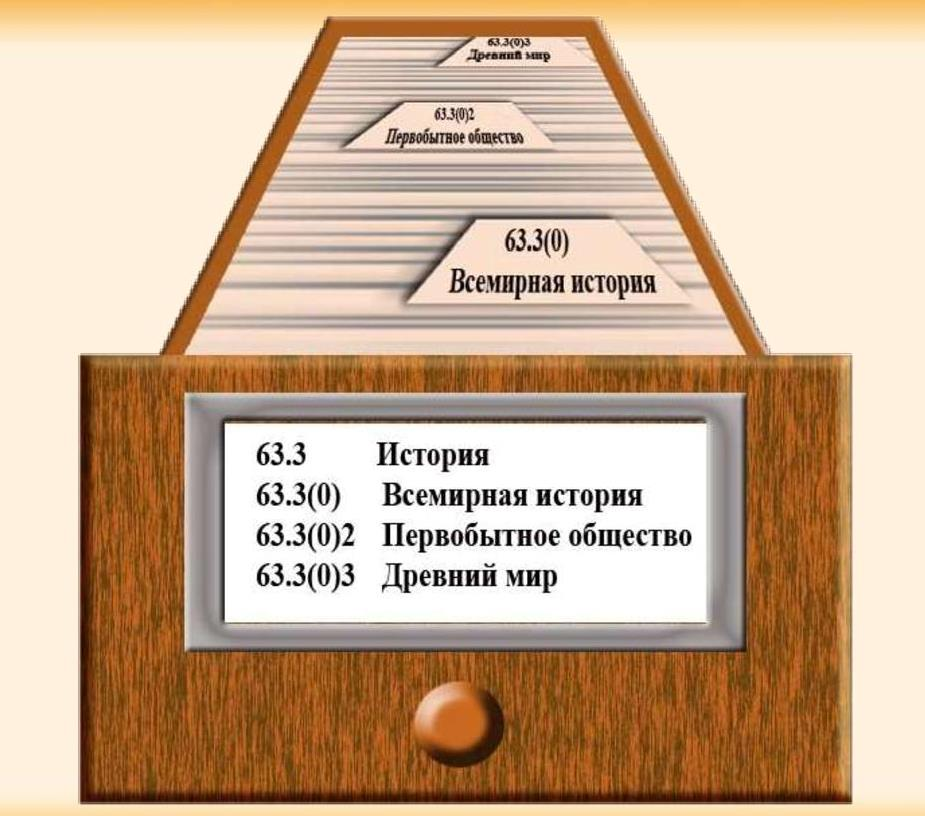 63.3(0)3
Древний мир
63.3(0)2
Первобытное общество
63.3(0)
Всемирная история
63.3 История
63.3(0) Всемирная история
63.3(0)2 Первобытное общество
63.3(0)3 Древний мир